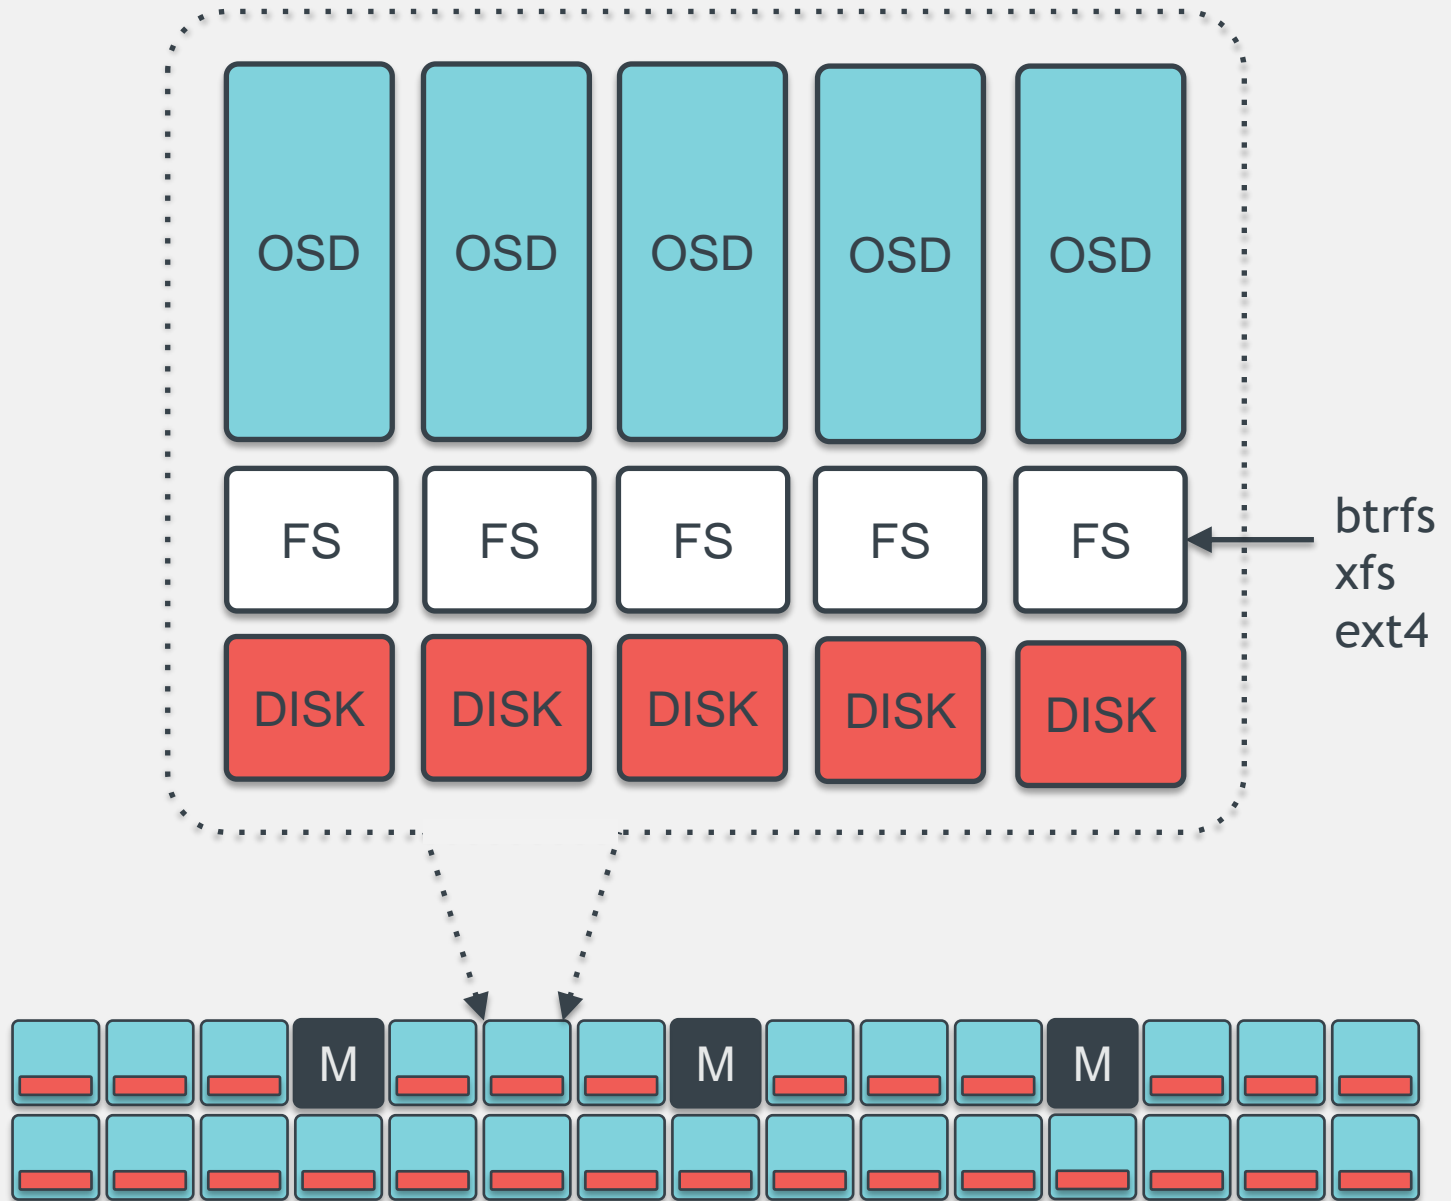 OSD OSD OSD OSD OSD
FS FS FS FS FS
btrfs
xfs
ext4
DISK DISK DISK DISK DISK
M M M